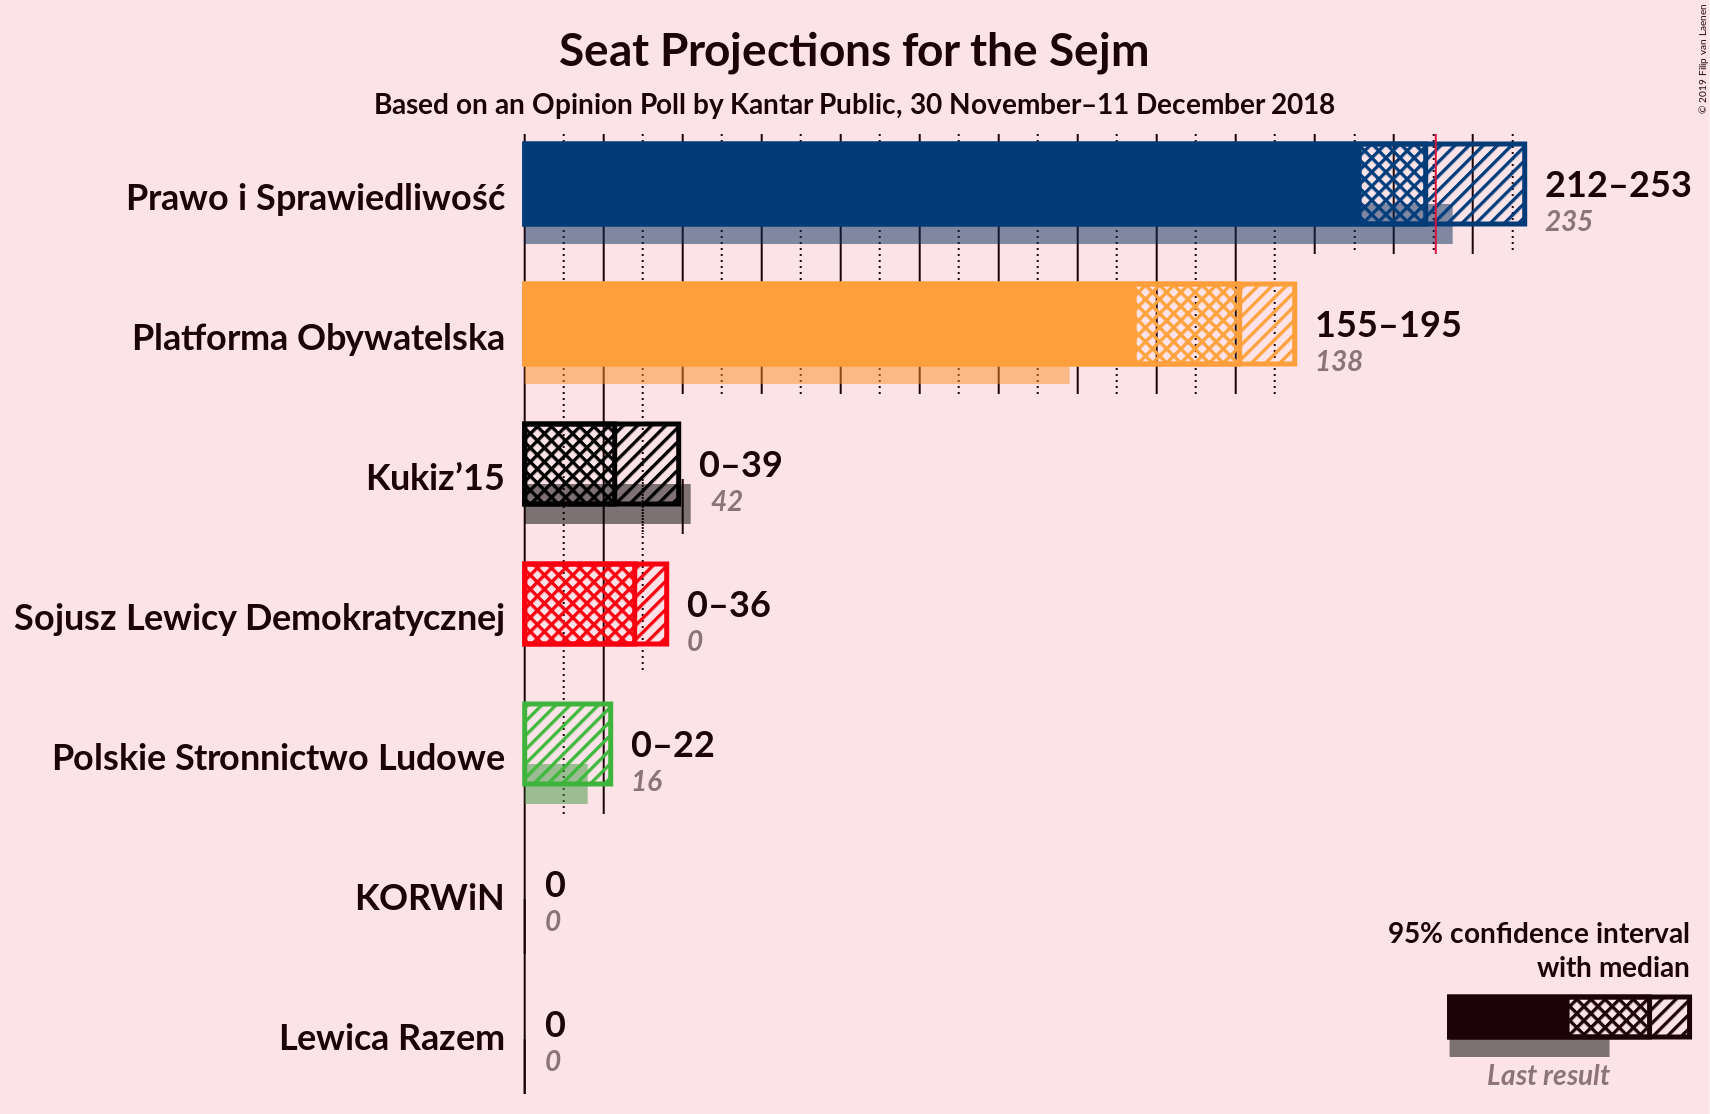 Seat Projections for the Sejm
Based on an Opinion Poll by Kantar Public, 30 November–11 December 2018
© 2019 Filip van Laenen
Prawo i Sprawiedliwość
212–253
235
Platforma Obywatelska
155–195
138
Kukiz’15
0–39
42
Sojusz Lewicy Demokratycznej
0–36
0
Polskie Stronnictwo Ludowe
0–22
16
KORWiN
0
0
Lewica Razem
0
0
95% confidence interval
with median
Last result